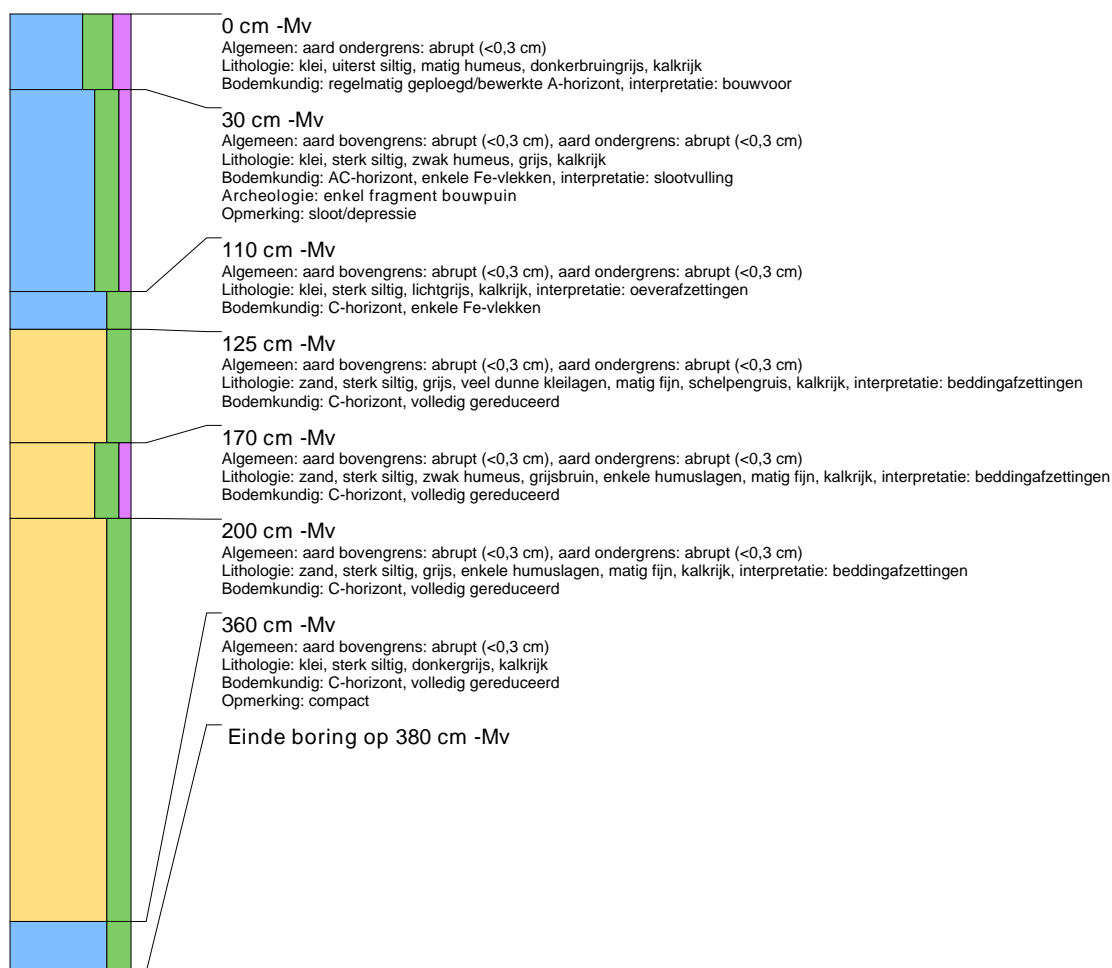 0 cm -Mv
Algemeen: aard ondergrens: abrupt (<0,3 cm)
Lithologie: klei, uiterst siltig, matig humeus, donkerbruingrijs, kalkrijk
Bodemkundig: regelmatig geploegd/bewerkte A-horizont, interpretatie: bouwvoor
30 cm -Mv
Algemeen: aard bovengrens: abrupt (<0,3 cm), aard ondergrens: abrupt (<0,3 cm)
Lithologie: klei, sterk siltig, zwak humeus, grijs, kalkrijk
Bodemkundig: AC-horizont, enkele Fe-vlekken, interpretatie: slootvulling
Archeologie: enkel fragment bouwpuin
Opmerking: sloot/depressie
110 cm -Mv
Algemeen: aard bovengrens: abrupt (<0,3 cm), aard ondergrens: abrupt (<0,3 cm)
Lithologie: klei, sterk siltig, lichtgrijs, kalkrijk, interpretatie: oeverafzettingen
Bodemkundig: C-horizont, enkele Fe-vlekken
125 cm -Mv
Algemeen: aard bovengrens: abrupt (<0,3 cm), aard ondergrens: abrupt (<0,3 cm)
Lithologie: zand, sterk siltig, grijs, veel dunne kleilagen, matig fijn, schelpengruis, kalkrijk, interpretatie: beddingafzettingen
Bodemkundig: C-horizont, volledig gereduceerd
170 cm -Mv
Algemeen: aard bovengrens: abrupt (<0,3 cm), aard ondergrens: abrupt (<0,3 cm)
Lithologie: zand, sterk siltig, zwak humeus, grijsbruin, enkele humuslagen, matig fijn, kalkrijk, interpretatie: beddingafzettingen
Bodemkundig: C-horizont, volledig gereduceerd
200 cm -Mv
Algemeen: aard bovengrens: abrupt (<0,3 cm), aard ondergrens: abrupt (<0,3 cm)
Lithologie: zand, sterk siltig, grijs, enkele humuslagen, matig fijn, kalkrijk, interpretatie: beddingafzettingen
Bodemkundig: C-horizont, volledig gereduceerd
360 cm -Mv
Algemeen: aard bovengrens: abrupt (<0,3 cm)
Lithologie: klei, sterk siltig, donkergrijs, kalkrijk
Bodemkundig: C-horizont, volledig gereduceerd
Opmerking: compact
Einde boring op 380 cm -Mv